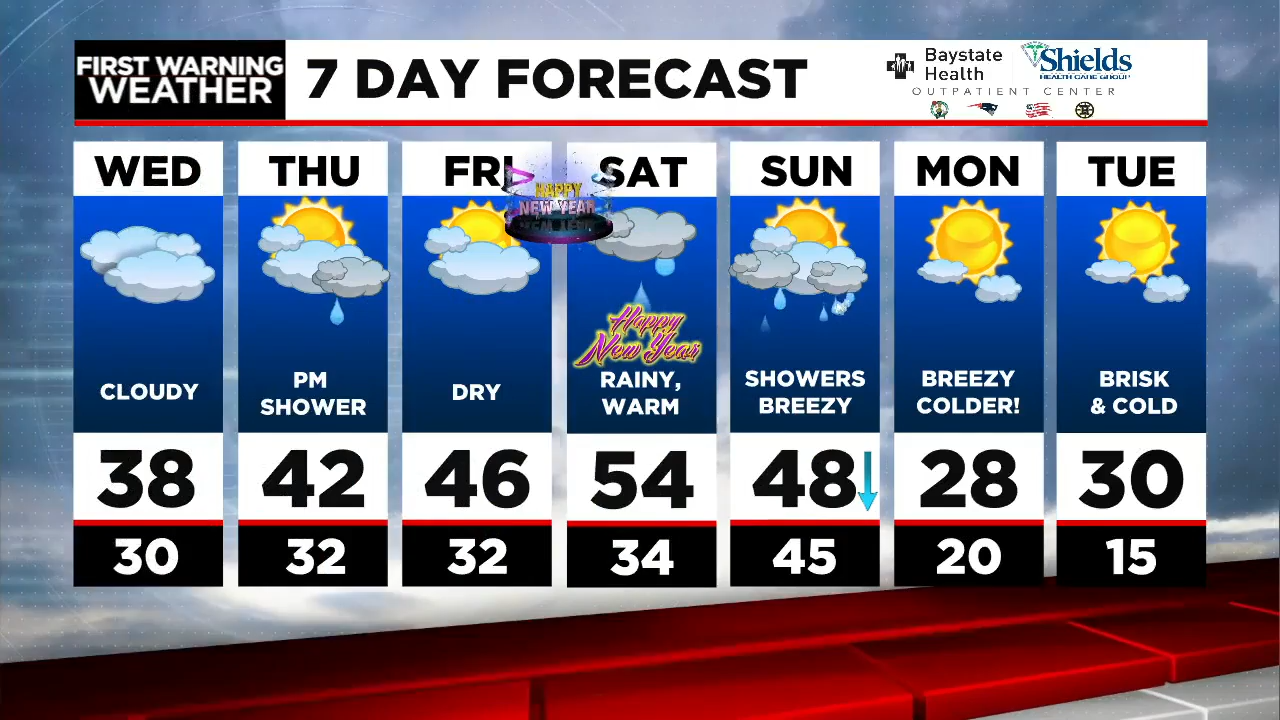 FIRST WARNING
WEATHER
7 DAY FORECAST
Baystate
Health
Shields
HEALTH CARE GROUP
OUTPATIENT CENTER
WED
THU
FRI
SAT
SUN
MON
TUE
HAPPY
NEW YEAR
Happy
New Year
CLOUDY
PM
SHOWER
DRY
RAINY,
WARM
SHOWERS
BREEZY
BREEZY
COLDER!
BRISK
& COLD
38
42
46
54
48
28
30
30
32
32
34
45
20
15